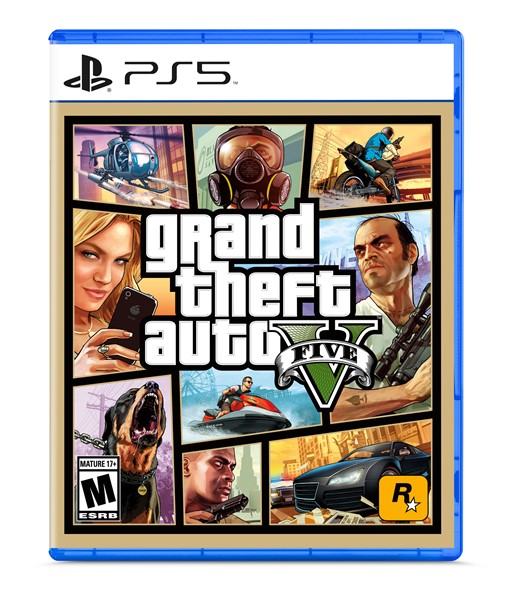 PS5
grand
theft
auto V
FIVE
MATURE 17+
M
ESRB
R